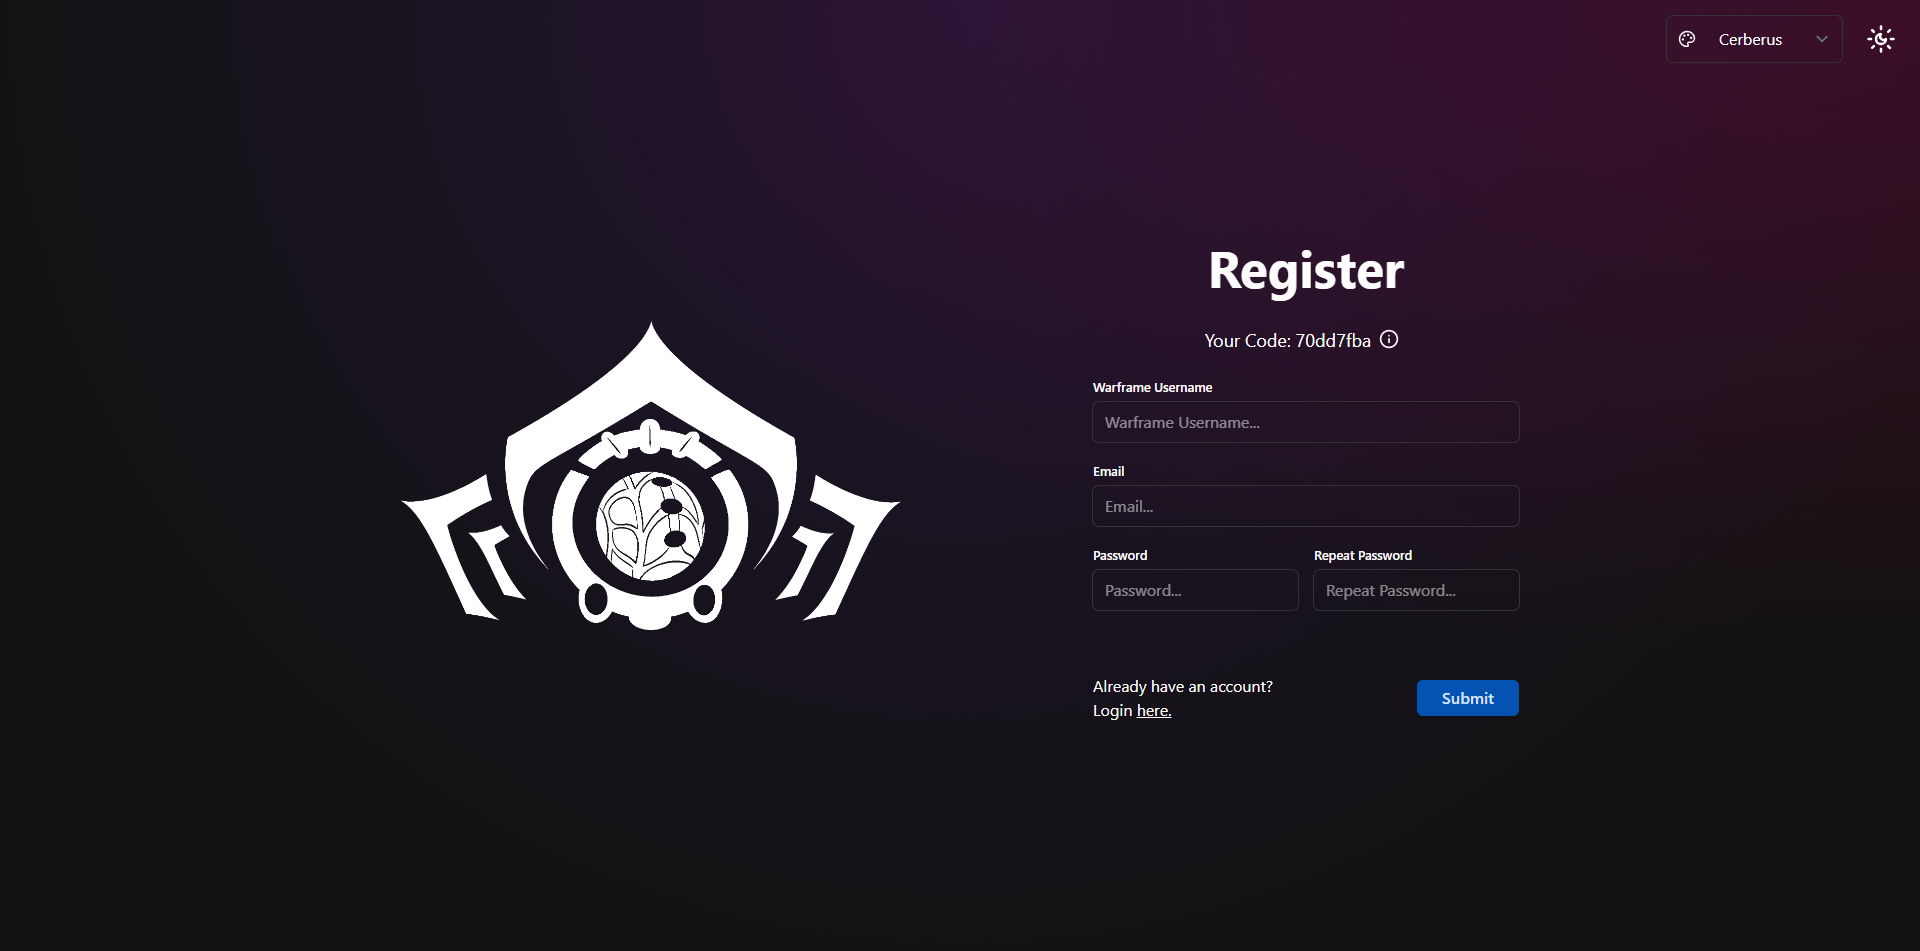 Cerberus
Register
Your Code: 70dd7fba
Warframe Username
Warframe Username...
Email
Email...
Password
Repeat Password
Password...
Repeat Password...
Already have an account?
Login here.
Submit